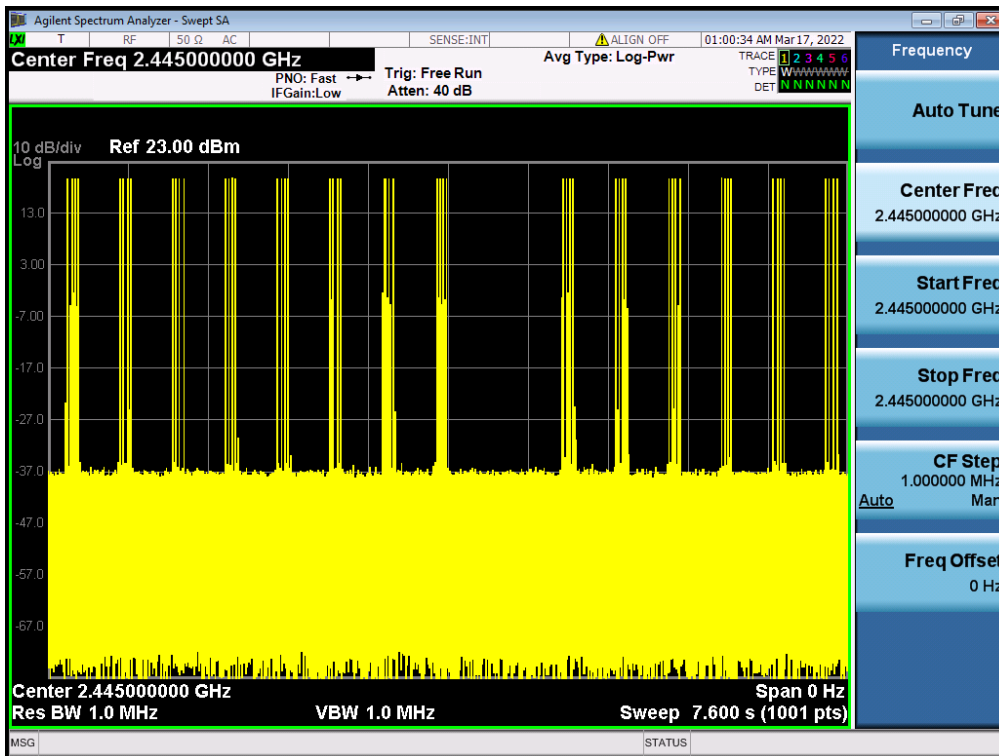 Agilent Spectrum Analyzer - Swept SA
LXI T RF 50 Ω AC SENSE:INT ALIGN OFF 01:00:34 AM Mar 17, 2022
Center Freq 2.445000000 GHz
PNO: Fast
IFGain:Low
Trig: Free Run
Atten: 40 dB
Avg Type: Log-Pwr
TRACE 1 2 3 4 5 6
TYPE WWWWWW
DET N N N N N N
10 dB/div
Log
Ref 23.00 dBm
13.0
3.00
-7.00
-17.0
-27.0
-37.0
-47.0
-57.0
-67.0
Center 2.445000000 GHz
Span 0 Hz
Res BW 1.0 MHz
VBW 1.0 MHz
Sweep 7.600 s (1001 pts)
MSG
STATUS
Frequency
Auto Tune
Center Freq
2.445000000 GHz
Start Freq
2.445000000 GHz
Stop Freq
2.445000000 GHz
CF Step
1.000000 MHz
Auto Man
Freq Offset
0 Hz